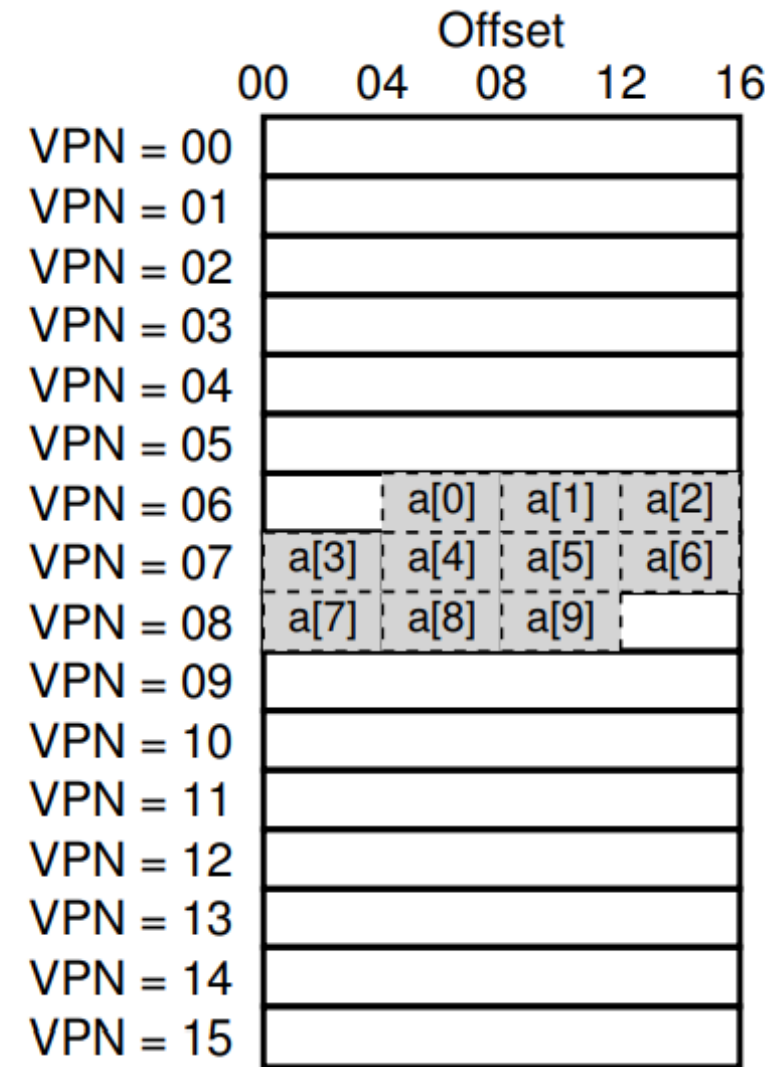 Offset
00 04 08 12 16
VPN = 00
VPN = 01
VPN = 02
VPN = 03
VPN = 04
VPN = 05
VPN = 06 a[0] a[1] a[2]
VPN = 07 a[3] a[4] a[5] a[6]
VPN = 08 a[7] a[8] a[9]
VPN = 09
VPN = 10
VPN = 11
VPN = 12
VPN = 13
VPN = 14
VPN = 15